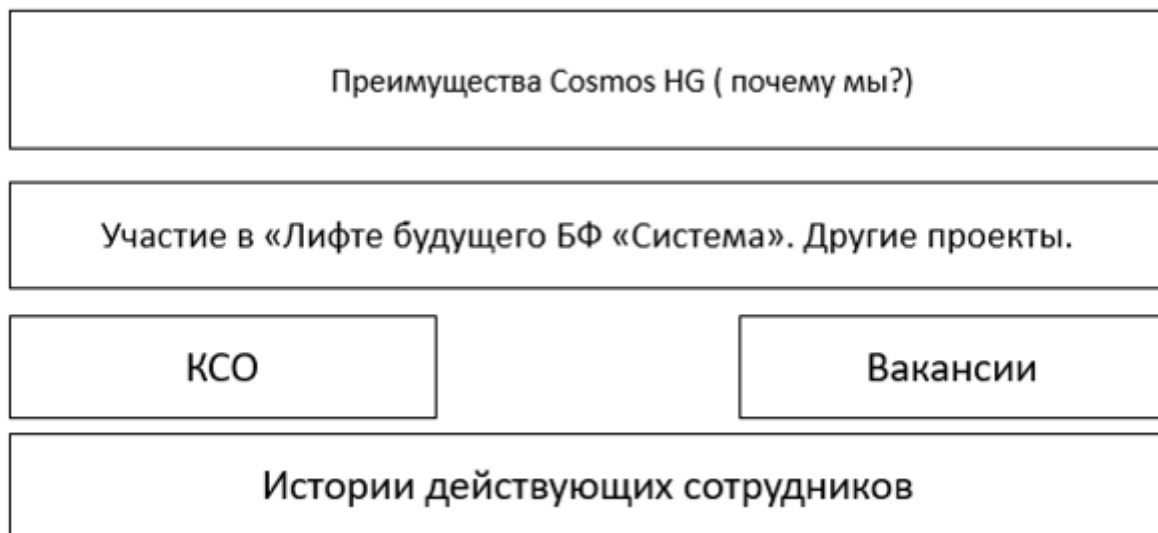 Преимущества Cosmos HG ( почему мы?)
Участие в «Лифте будущего БФ «Система». Другие проекты.
КСО
Вакансии
Истории действующих сотрудников